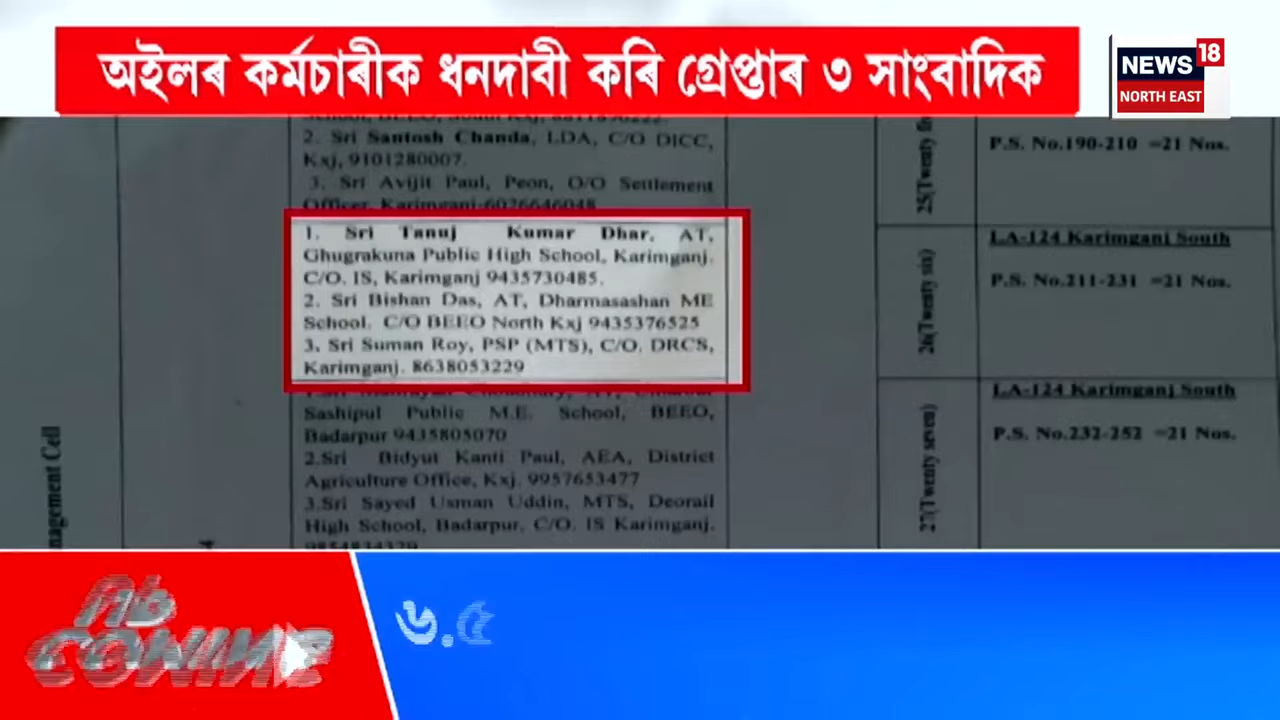 অইলৰ কৰ্মচাৰীক ধনদাবী কৰি গ্ৰেপ্তাৰ ৩ সাংবাদিক
NEWS 18
NORTH EAST
2. Sri Santosh Chanda, LDA, C/O DICC,
Kxj, 9101280007.
3. Sri Avijit Paul, Peon, O/O Settlement
Officer, Karimganj-6026646048
1. Sri Tanuj Kumar Dhar, AT,
Ghugrakuna Public High School, Karimganj.
C/O. IS, Karimganj 9435730485.
2. Sri Bishan Das, AT, Dharmasashan ME
School. C/O BEEO North Kxj 9435376525
3. Sri Suman Roy, PSP (MTS), C/O. DRCS,
Karimganj. 8638053229
Sashipul Public M.E. School, BEEO,
Badarpur 9435805070
2.Sri Bidyut Kanti Paul, AEA, District
Agriculture Office, Kxj. 9957653477
3.Sri Sayed Usman Uddin, MTS, Deorail
High School, Badarpur, C/O. IS Karimganj.
25(Twenty
P.S. No.190-210 =21 Nos.
26(Twenty six)
LA-124 Karimganj South
P.S. No.211-231 =21 Nos.
27(Twenty seven)
LA-124 Karimganj South
P.S. No.232-252 =21 Nos.
৬.৫